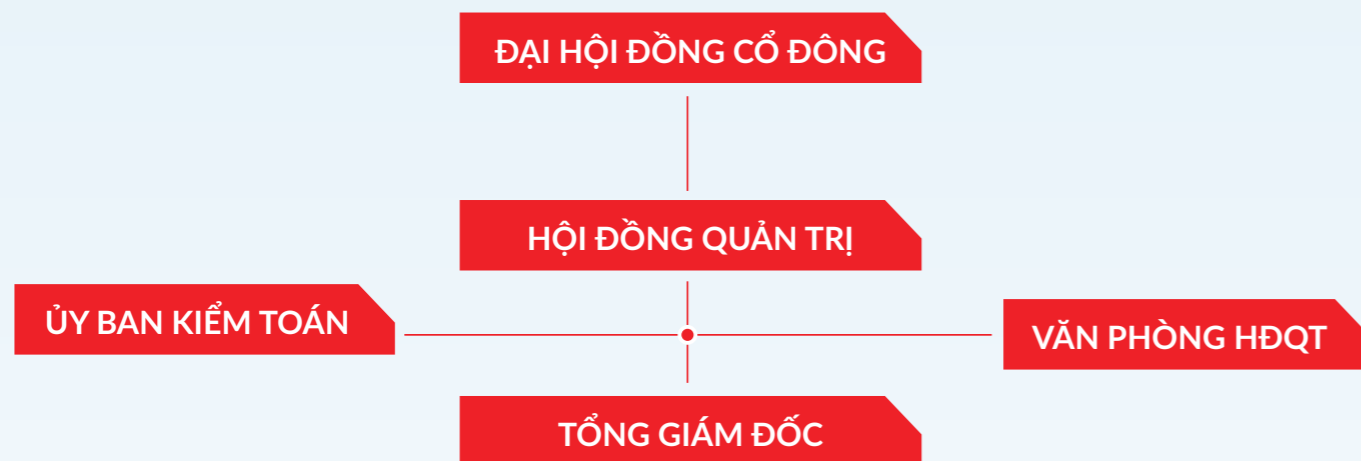 ĐẠI HỘI ĐỒNG CỔ ĐÔNG
HỘI ĐỒNG QUẢN TRỊ
ỦY BAN KIỂM TOÁN
VĂN PHÒNG HĐQT
TỔNG GIÁM ĐỐC